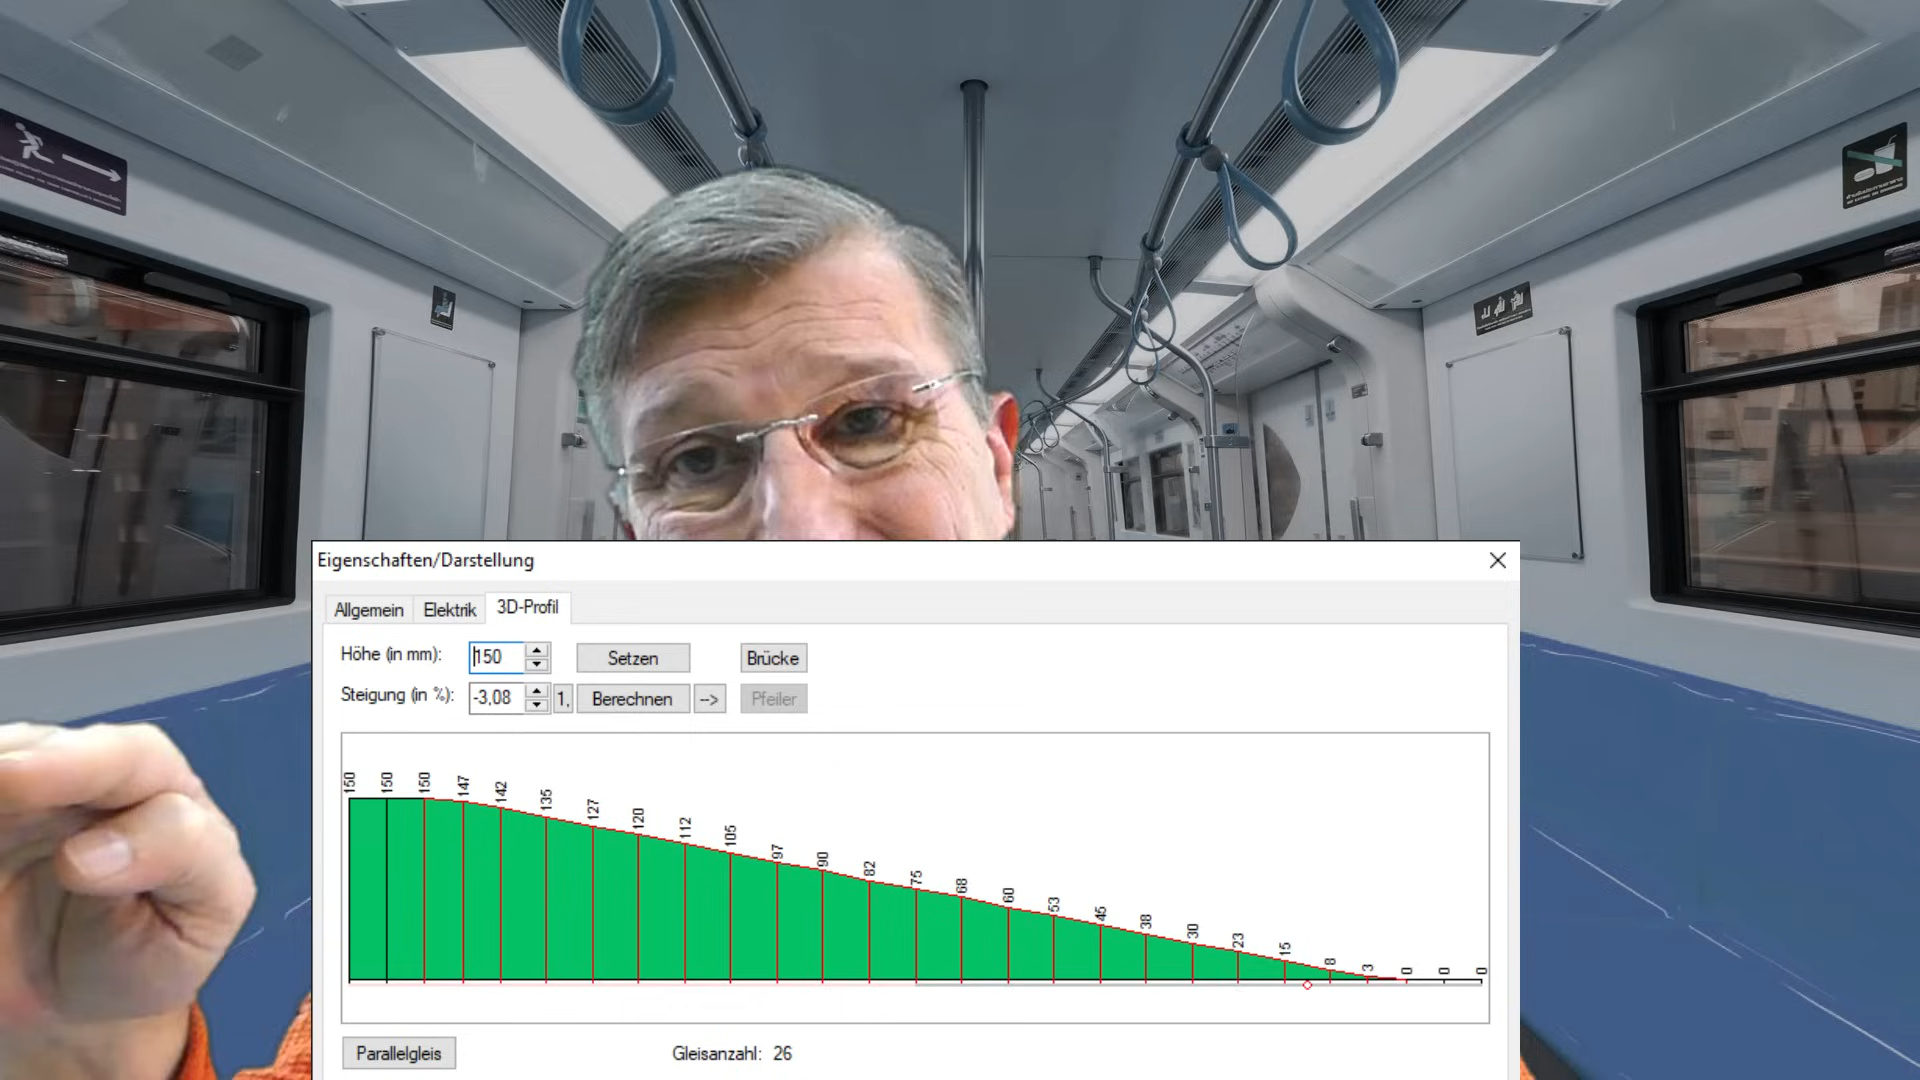 Eigenschaften/Darstellung
Allgemein Elektrik 3D-Profil
Höhe (in mm): 150 Setzen Brücke
Steigung (in %): -3,08 1, Berechnen --> Pfeiler
150 150 150 147 142 135 127 120 112 105 97 90 82 75 68 60 53 45 38 30 23 15 8 3 0 0 0
Parallelgleis Gleisanzahl: 26